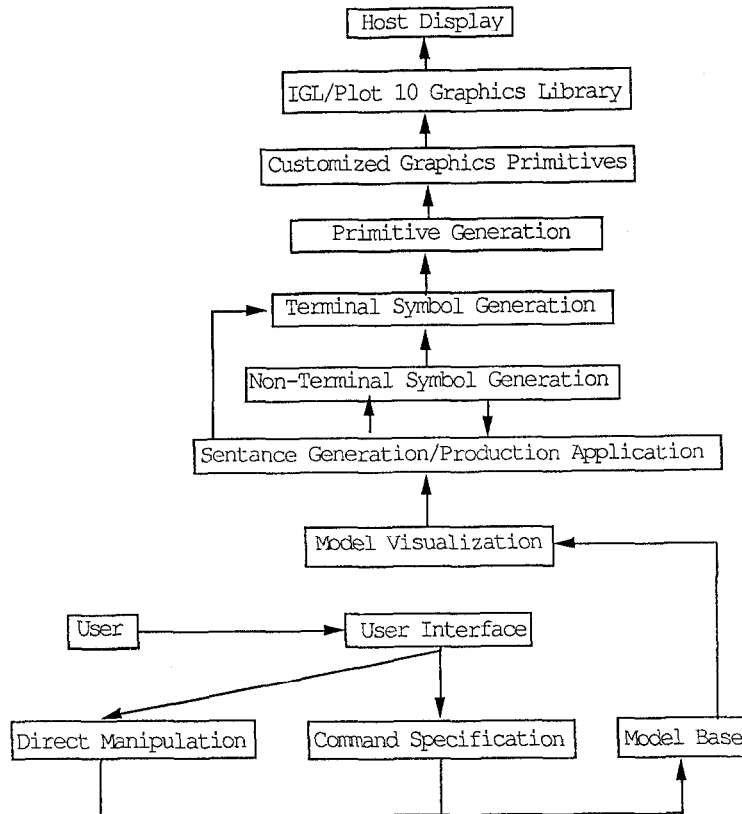 Host Display
IGL/Plot 10 Graphics Library
Customized Graphics Primitives
Primitive Generation
Terminal Symbol Generation
Non-Terminal Symbol Generation
Sentance Generation/Production Application
Model Visualization
User
User Interface
Direct Manipulation
Command Specification
Model Base